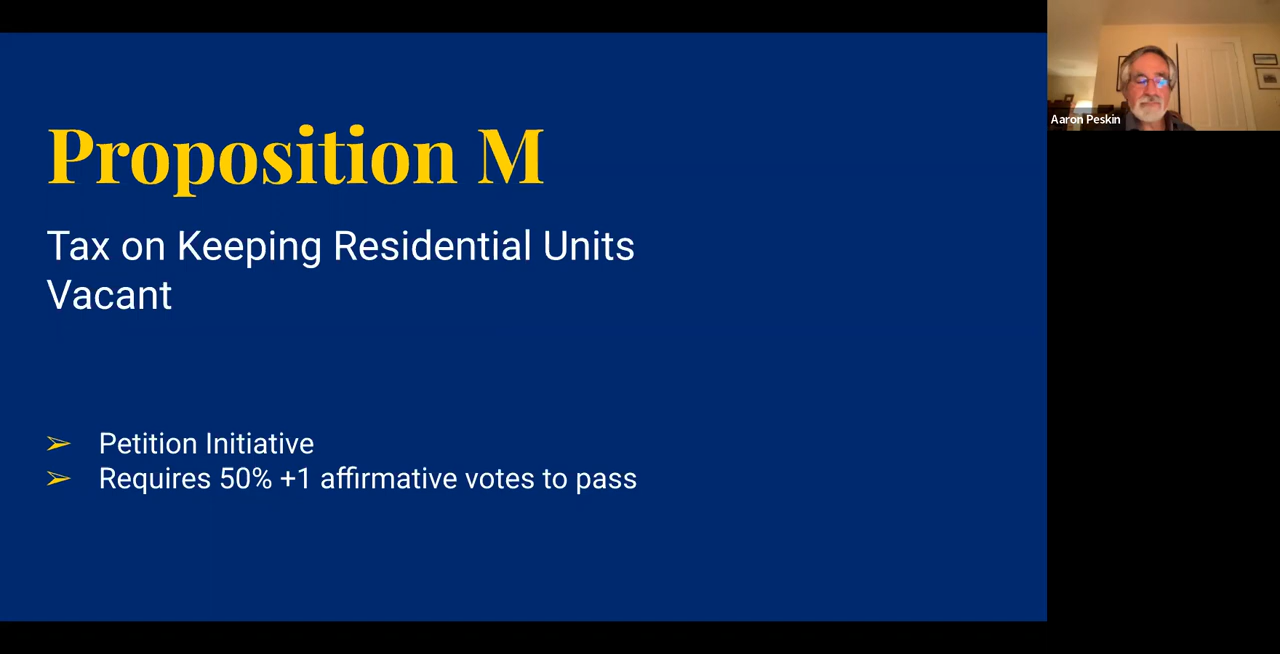 Proposition M
Tax on Keeping Residential Units
Vacant
➢ Petition Initiative
➢ Requires 50% +1 affirmative votes to pass
Aaron Peskin